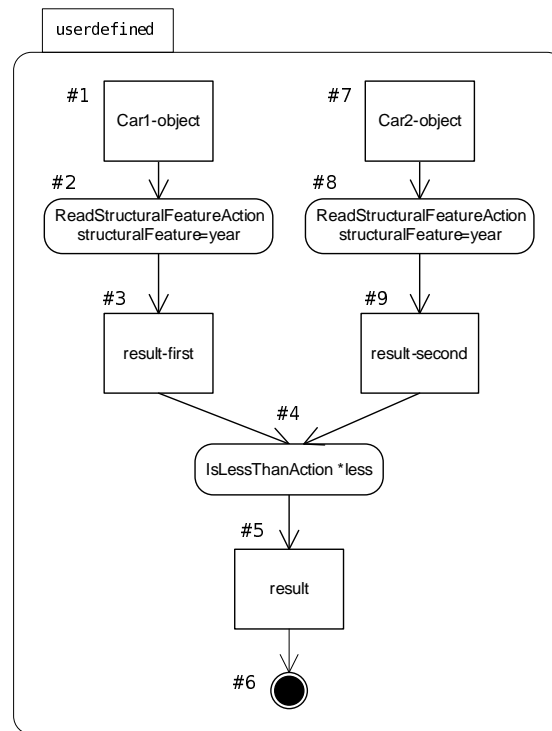 userdefined
#1
Car1-object
#7
Car2-object
#2
ReadStructuralFeatureAction
structuralFeature=year
#8
ReadStructuralFeatureAction
structuralFeature=year
#3
result-first
#9
result-second
#4
IsLessThanAction *less
#5
result
#6